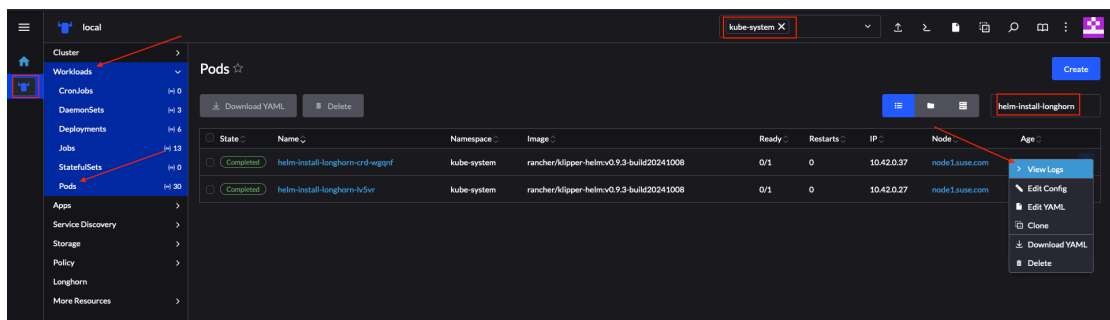 local
kube-system X
Cluster
Workloads
CronJobs 0
DaemonSets 3
Deployments 6
Jobs 13
StatefulSets 0
Pods 30
Apps
Service Discovery
Storage
Policy
Longhorn
More Resources
Pods
Create
Download YAML
Delete
helm-install-longhorn
State Name Namespace Image Ready Restarts IP Node Age
Completed helm-install-longhorn-crd-wgqnf kube-system rancher/klipper-helm:v0.9.3-build20241008 0/1 0 10.42.0.37 node1.suse.com
Completed helm-install-longhorn-lv5vr kube-system rancher/klipper-helm:v0.9.3-build20241008 0/1 0 10.42.0.27 node1.suse.com
View Logs
Edit Config
Edit YAML
Clone
Download YAML
Delete